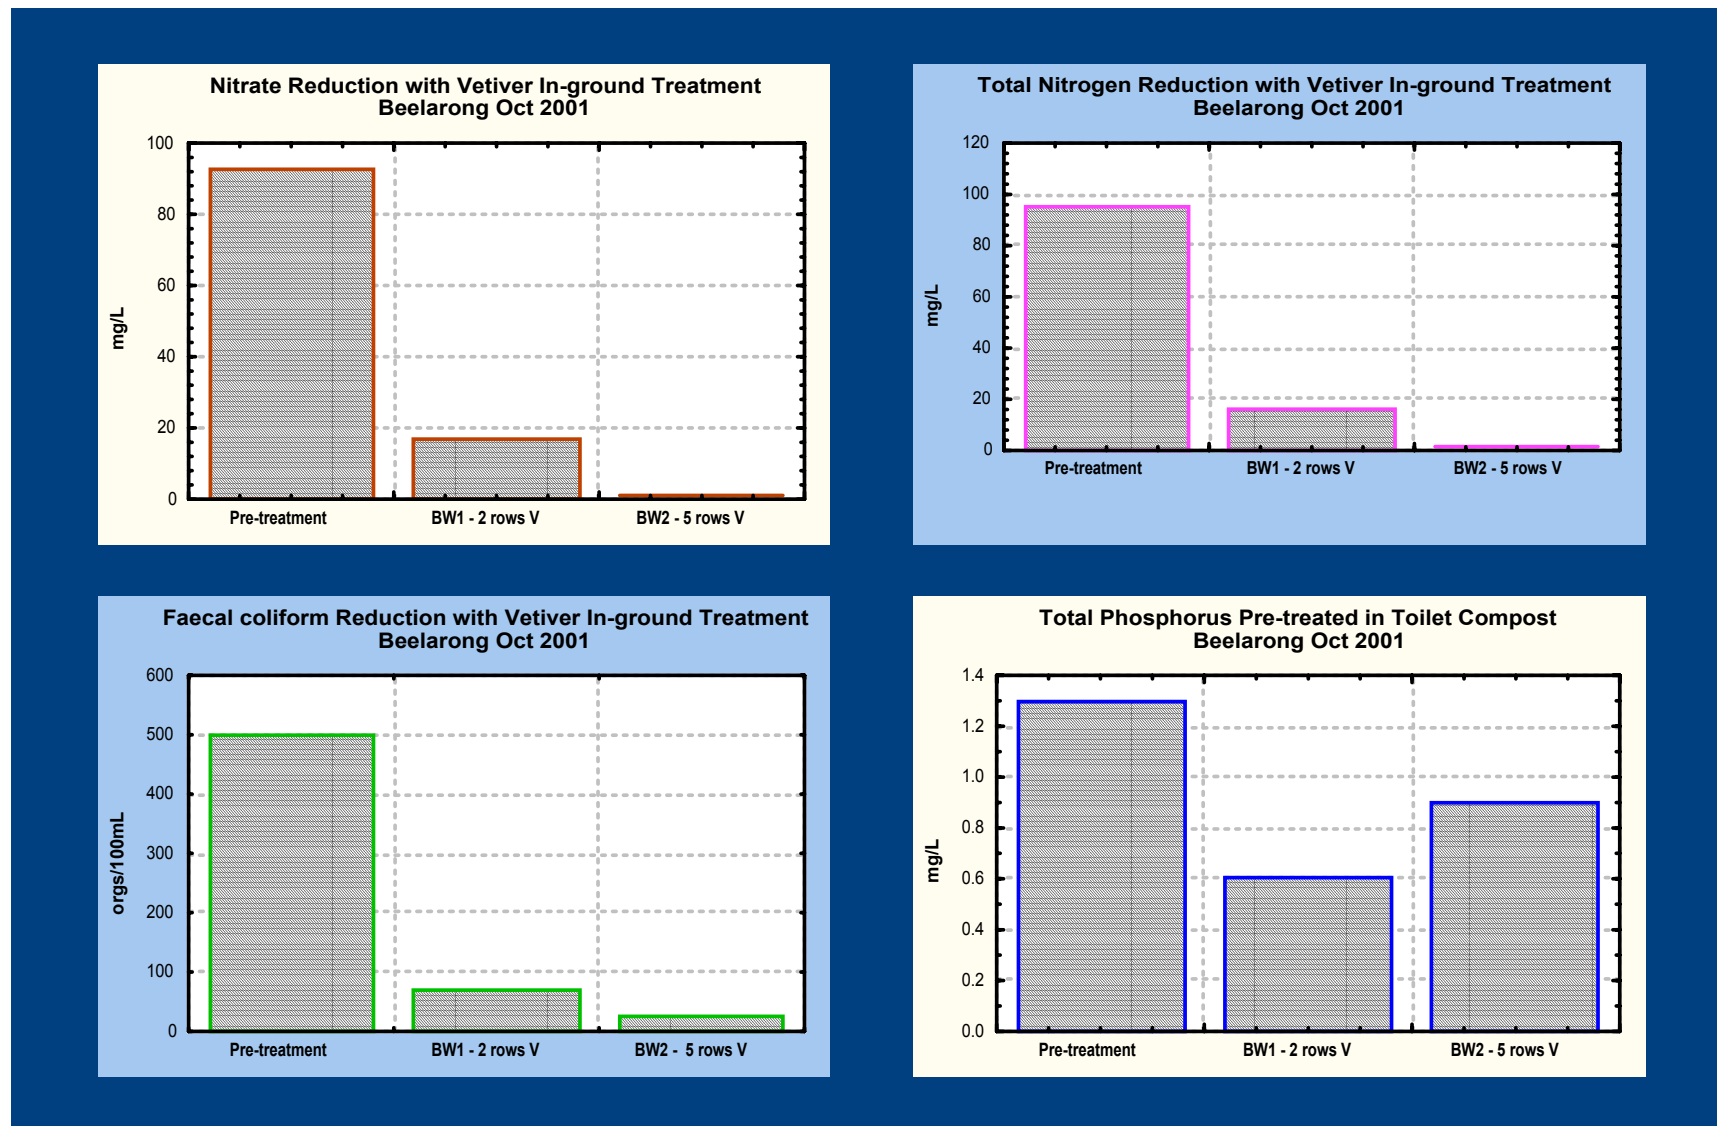 Nitrate Reduction with Vetiver In-ground Treatment
Beelarong Oct 2001
100
80
60
40
20
0
mg/L
Pre-treatment
BW1 - 2 rows V
BW2 - 5 rows V
Total Nitrogen Reduction with Vetiver In-ground Treatment
Beelarong Oct 2001
120
100
80
60
40
20
0
mg/L
Pre-treatment
BW1 - 2 rows V
BW2 - 5 rows V
Faecal coliform Reduction with Vetiver In-ground Treatment
Beelarong Oct 2001
600
500
400
300
200
100
0
orgs/100mL
Pre-treatment
BW1 - 2 rows V
BW2 - 5 rows V
Total Phosphorus Pre-treated in Toilet Compost
Beelarong Oct 2001
1.4
1.2
1.0
0.8
0.6
0.4
0.2
0.0
mg/L
Pre-treatment
BW1 - 2 rows V
BW2 - 5 rows V